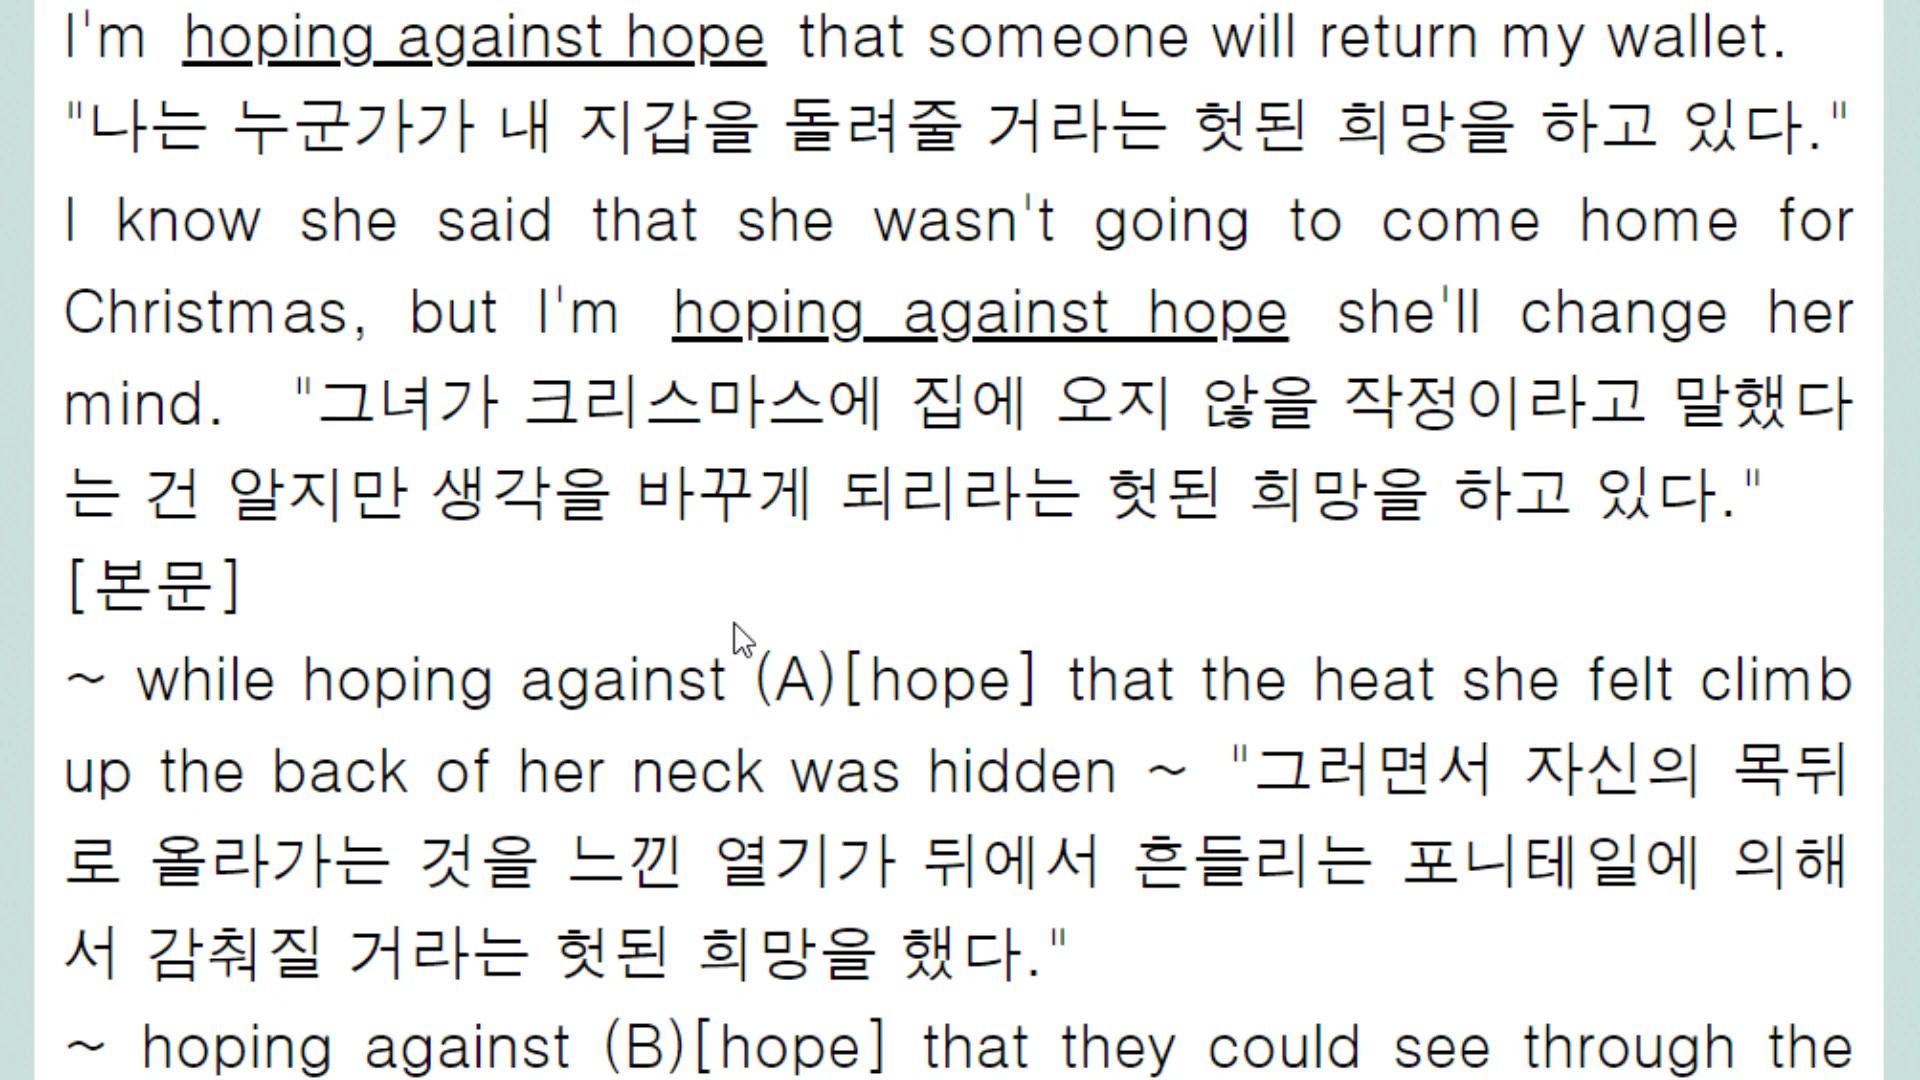 I'm hoping against hope that someone will return my wallet.
"나는 누군가가 내 지갑을 돌려줄 거라는 헛된 희망을 하고 있다."
I know she said that she wasn't going to come home for
Christmas, but I'm hoping against hope she'll change her
mind. "그녀가 크리스마스에 집에 오지 않을 작정이라고 말했다
는 건 알지만 생각을 바꾸게 되리라는 헛된 희망을 하고 있다."
[본문]
~ while hoping against (A)[hope] that the heat she felt climb
up the back of her neck was hidden ~ "그러면서 자신의 목뒤
로 올라가는 것을 느낀 열기가 뒤에서 흔들리는 포니테일에 의해
서 감춰질 거라는 헛된 희망을 했다."
~ hoping against (B)[hope] that they could see through the